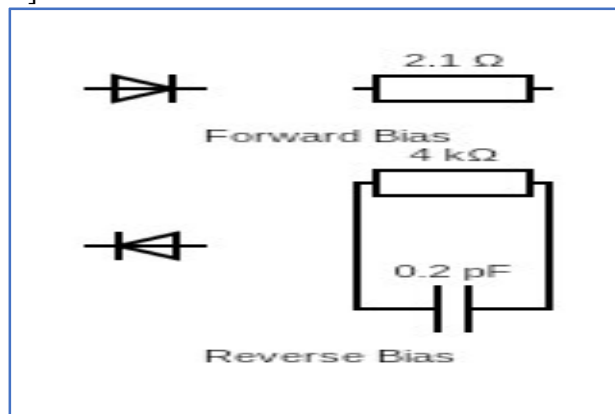 2.1 Ω
Forward Bias
4 kΩ
0.2 pF
Reverse Bias